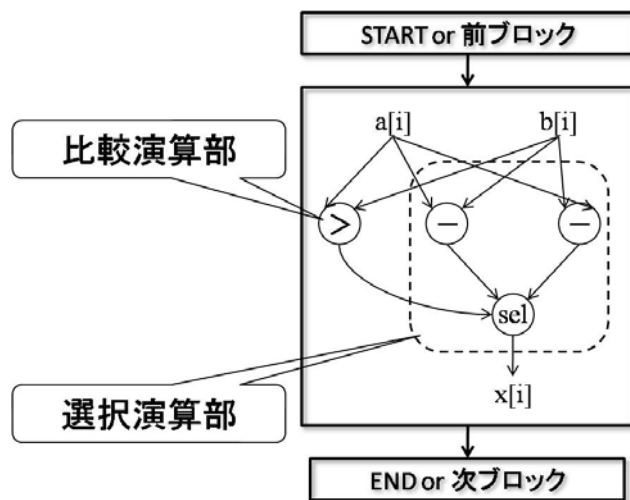 START or 前ブロック
a[i] b[i]
比較演算部
> − −
sel
選択演算部
x[i]
END or 次ブロック